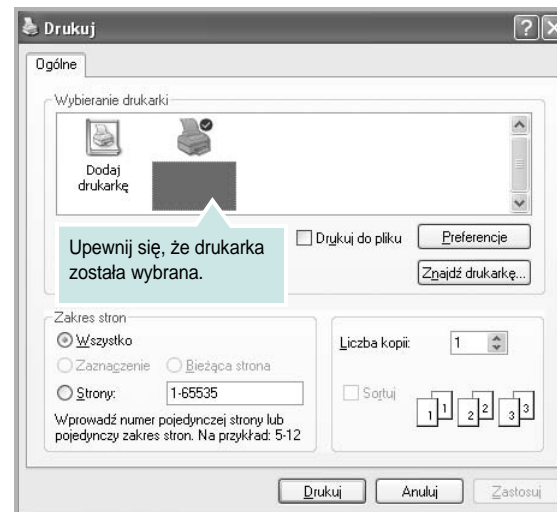 Drukuj
Ogólne
Wybieranie drukarki
Dodaj
drukarkę
Upewnij się, że drukarka
została wybrana.
Drukuj do pliku
Preferencje
Znajdź drukarkę...
Zakres stron
Wszystko
Zaznaczenie
Bieżąca strona
Strony:
1-65535
Wprowadź numer pojedynczej strony lub
pojedynczy zakres stron. Na przykład: 5-12
Liczba kopii:
1
Sortuj
1 1 2 2 3 3
Drukuj
Anuluj
Zastosuj